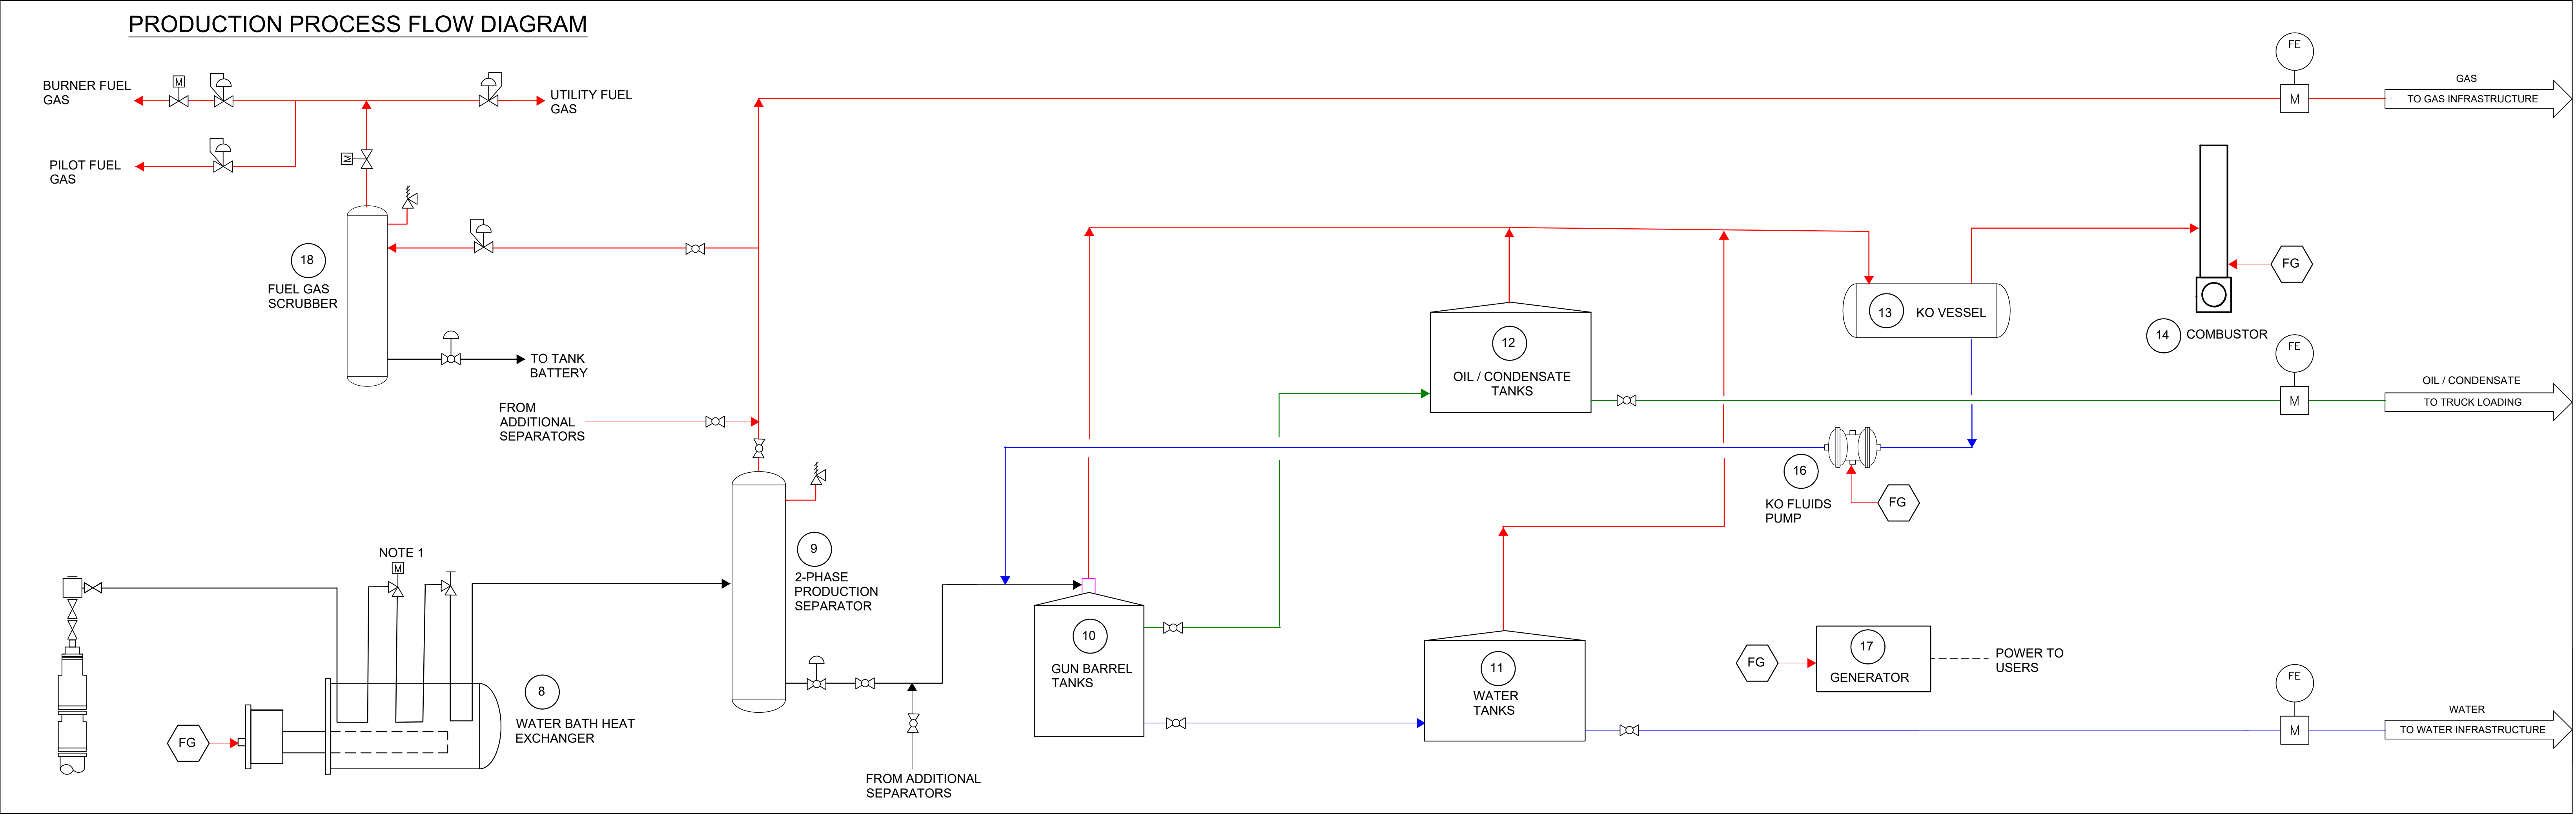 PRODUCTION PROCESS FLOW DIAGRAM
FE
BURNER FUEL
GAS
M
UTILITY FUEL
GAS
M
GAS
TO GAS INFRASTRUCTURE
PILOT FUEL
GAS
M
18
FUEL GAS
SCRUBBER
FG
13
KO VESSEL
14
COMBUSTOR
12
OIL / CONDENSATE
TANKS
FE
TO TANK
BATTERY
M
OIL / CONDENSATE
TO TRUCK LOADING
FROM
ADDITIONAL
SEPARATORS
16
KO FLUIDS
PUMP
FG
NOTE 1
M
9
2-PHASE
PRODUCTION
SEPARATOR
10
GUN BARREL
TANKS
11
WATER
TANKS
FG
17
GENERATOR
POWER TO
USERS
FE
8
WATER BATH HEAT
EXCHANGER
FG
M
WATER
TO WATER INFRASTRUCTURE
FROM ADDITIONAL
SEPARATORS